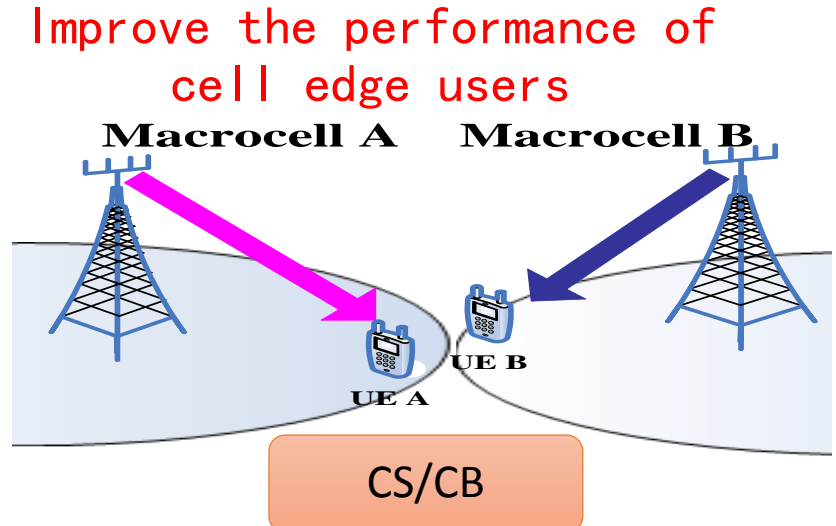 Improve the performance of
cell edge users
Macrocell A Macrocell B
UE B
UE A
CS/CB